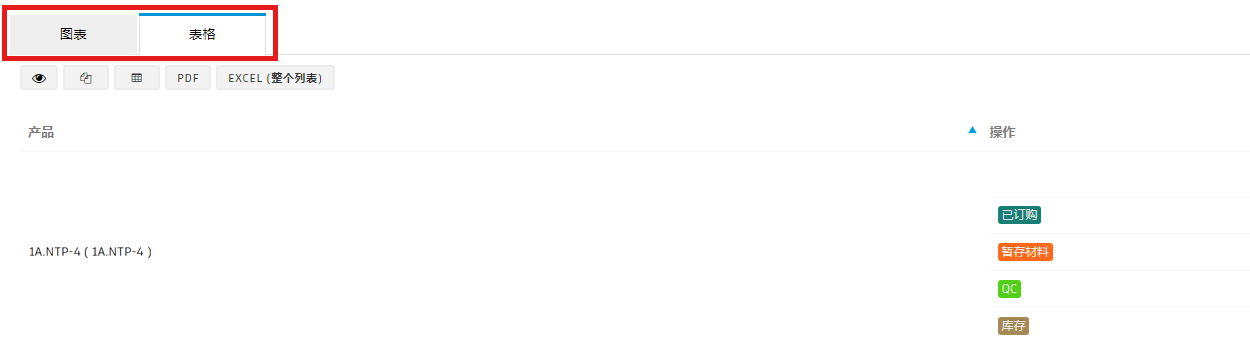 图表 表格
PDF EXCEL (整个列表)
产品 操作
已订购
1A.NTP-4 ( 1A.NTP-4 )
暂存材料
QC
库存